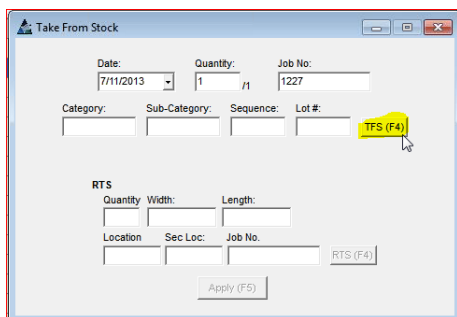 Take From Stock
Date: Quantity: Job No:
7/11/2013 1 /1 1227
Category: Sub-Category: Sequence: Lot #:
TFS (F4)
RTS
Quantity Width: Length:
Location Sec Loc: Job No.
RTS (F4)
Apply (F5)